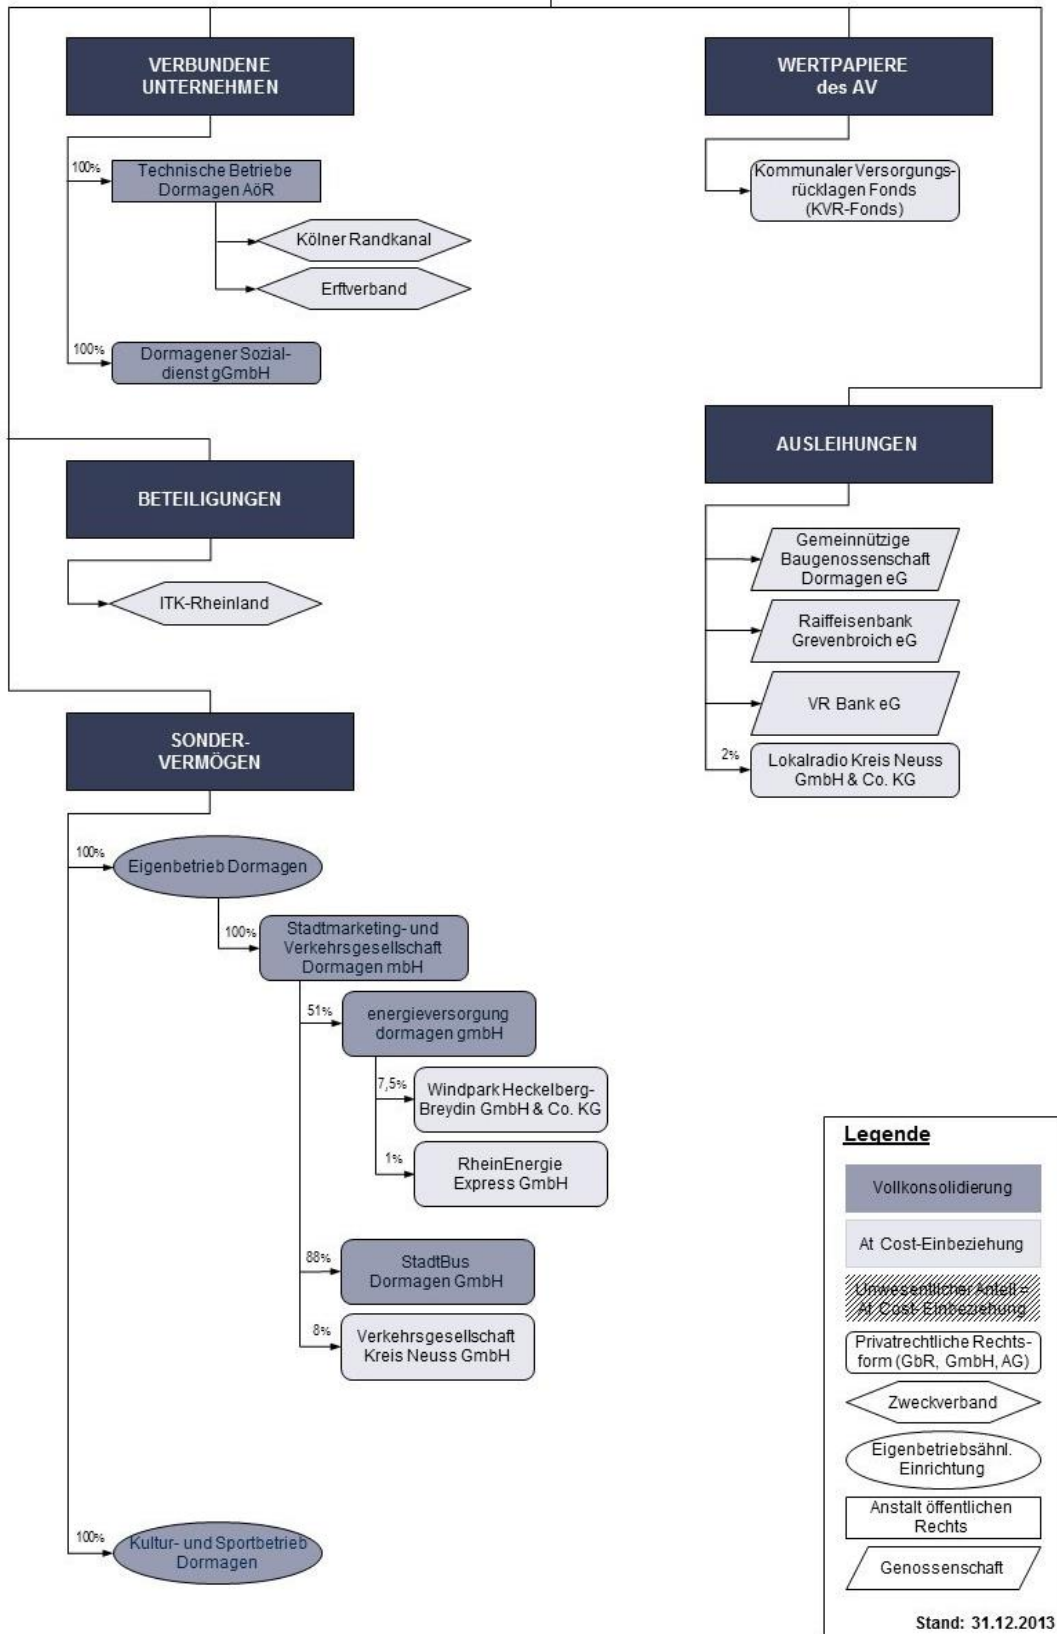 VERBUNDENE
UNTERNEHMEN
100%
Technische Betriebe
Dormagen AöR
Kölner Randkanal
Erftverband
100%
Dormagener Sozial-
dienst gGmbH
BETEILIGUNGEN
ITK-Rheinland
SONDER-
VERMÖGEN
100%
Eigenbetrieb Dormagen
100%
Stadtmarketing- und
Verkehrsgesellschaft
Dormagen mbH
51%
energieversorgung
dormagen gmbH
7,5%
Windpark Heckelberg-
Breydin GmbH & Co. KG
1%
RheinEnergie
Express GmbH
88%
StadtBus
Dormagen GmbH
8%
Verkehrsgesellschaft
Kreis Neuss GmbH
100%
Kultur- und Sportbetrieb
Dormagen
WERTPAPIERE
des AV
Kommunaler Versorgungs-
rücklagen Fonds
(KVR-Fonds)
AUSLEIHUNGEN
Gemeinnützige
Baugenossenschaft
Dormagen eG
Raiffeisenbank
Grevenbroich eG
VR Bank eG
2%
Lokalradio Kreis Neuss
GmbH & Co. KG
Legende
Vollkonsolidierung
At Cost-Einbeziehung
Unwesentlicher Anteil =
At Cost- Einbeziehung
Privatrechtliche Rechts-
form (GbR, GmbH, AG)
Zweckverband
Eigenbetriebsähnl.
Einrichtung
Anstalt öffentlichen
Rechts
Genossenschaft
Stand: 31.12.2013